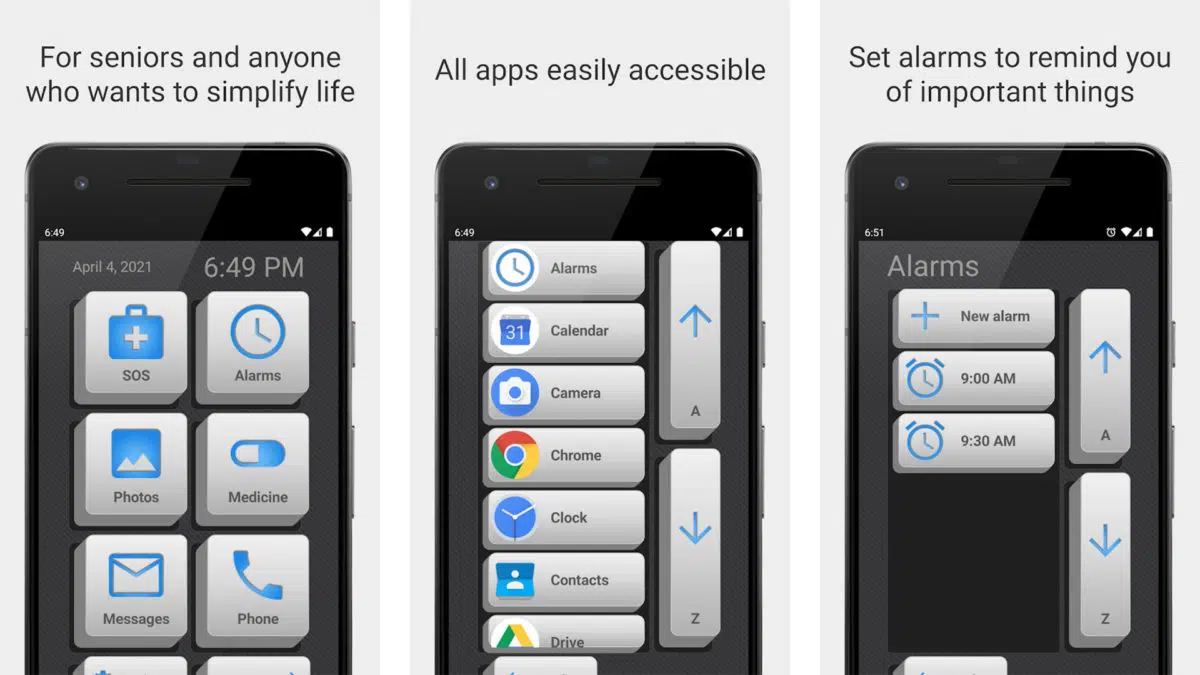 For seniors and anyone
who wants to simplify life
6:49
April 4, 2021
6:49 PM
SOS
Alarms
Photos
Medicine
Messages
Phone
All apps easily accessible
6:49
Alarms
31
Calendar
Camera
Chrome
Clock
Contacts
Drive
A
Z
Set alarms to remind you
of important things
6:51
Alarms
New alarm
9:00 AM
9:30 AM
A
Z